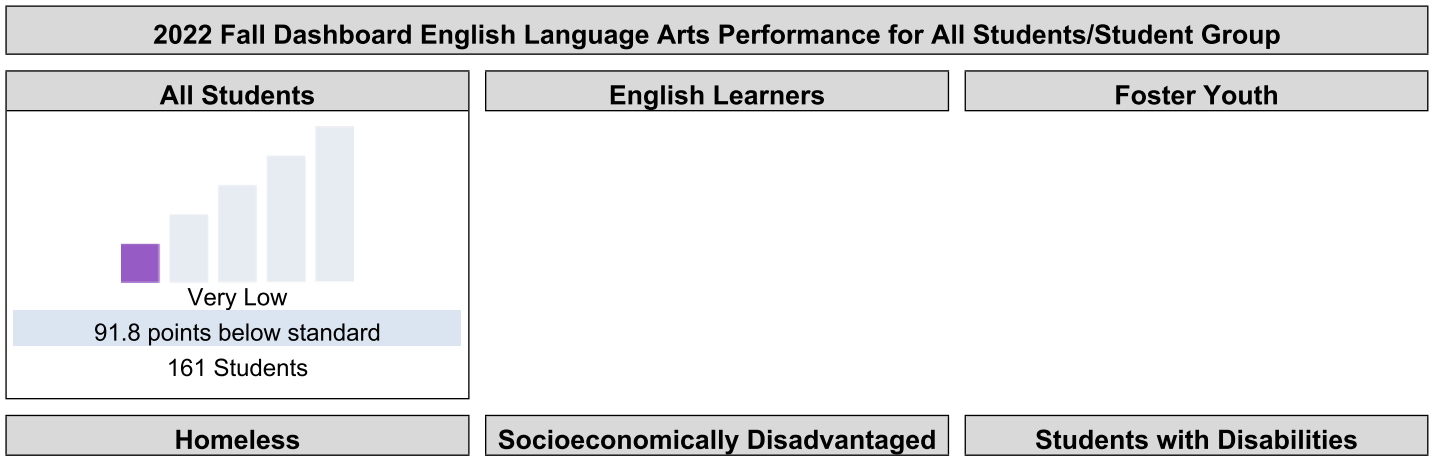 2022 Fall Dashboard English Language Arts Performance for All Students/Student Group
All Students
English Learners
Foster Youth
Very Low
91.8 points below standard
161 Students
Homeless
Socioeconomically Disadvantaged
Students with Disabilities